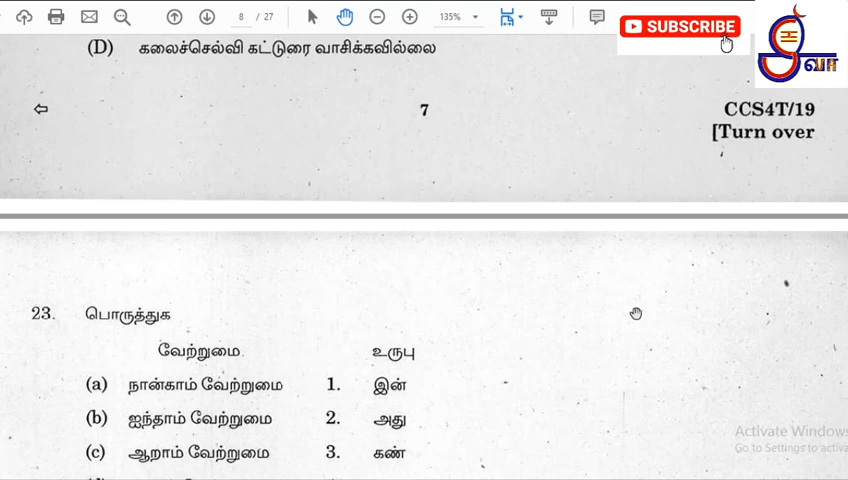 8 / 27
135%
SUBSCRIBE
வா
(D) கலைச்செல்வி கட்டுரை வாசிக்கவில்லை
7
CCS4T/19
[Turn over
23. பொருத்துக
வேற்றுமை உருபு
(a) நான்காம் வேற்றுமை 1. இன்
(b) ஐந்தாம் வேற்றுமை 2. அது
(c) ஆறாம் வேற்றுமை 3. கண்
Activate Windows
Go to Settings to activa